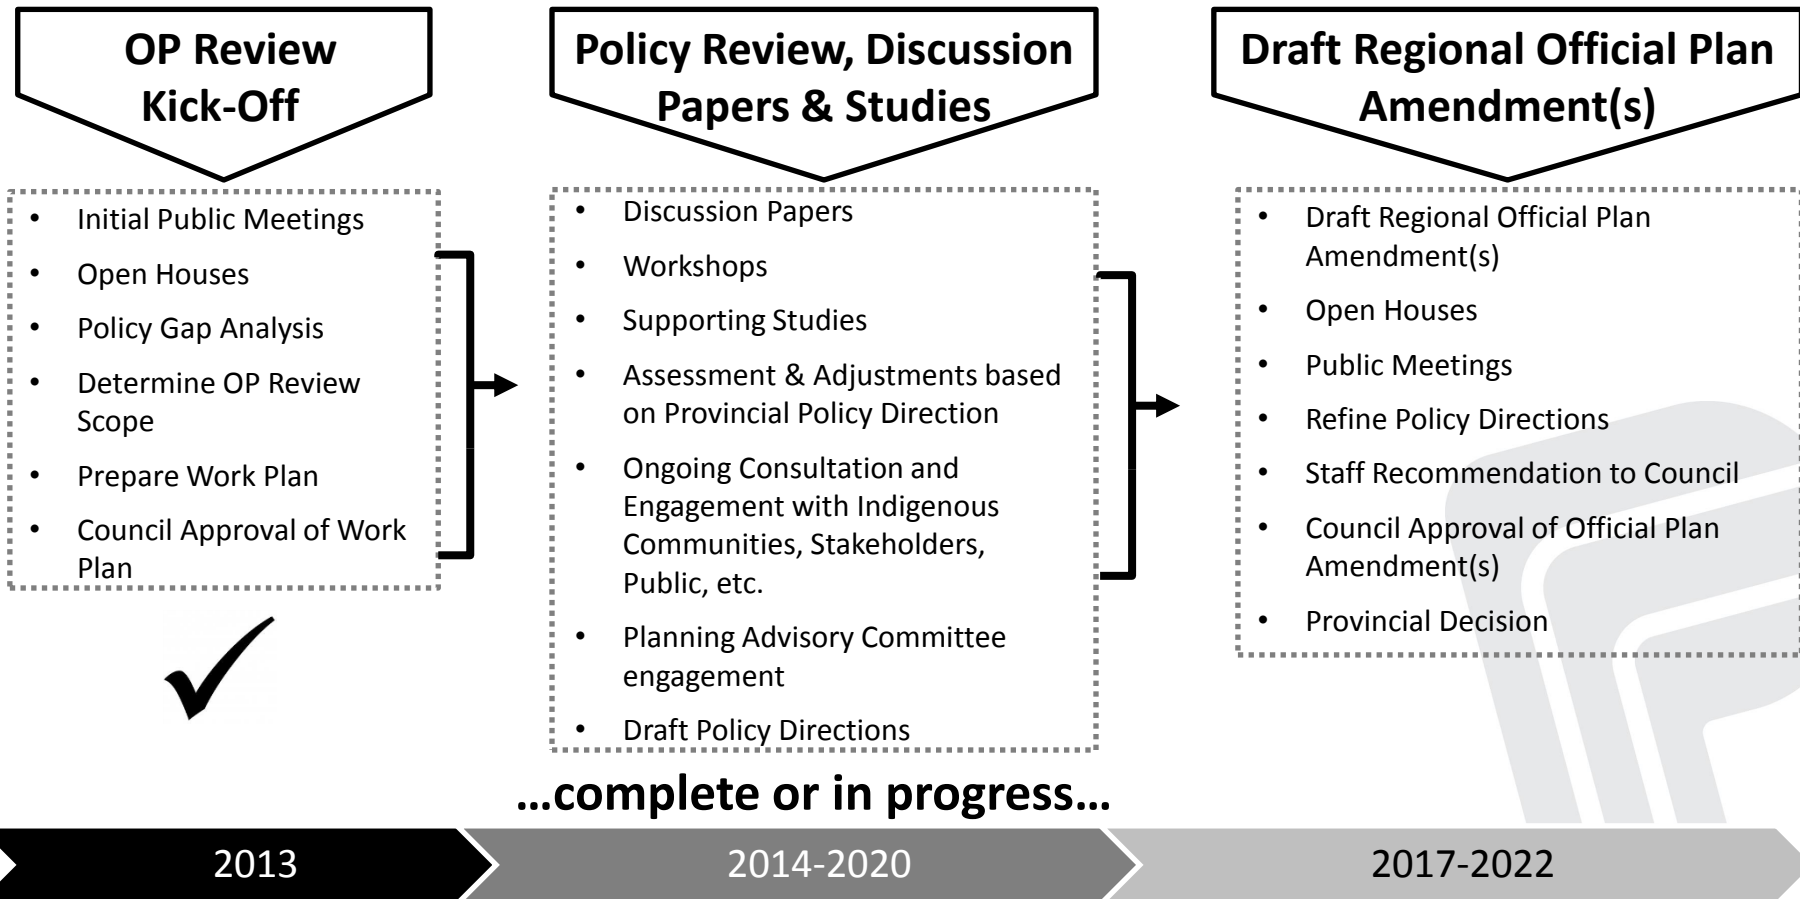 OP Review
Kick-Off
• Initial Public Meetings
• Open Houses
• Policy Gap Analysis
• Determine OP Review
Scope
• Prepare Work Plan
• Council Approval of Work
Plan
Policy Review, Discussion
Papers & Studies
• Discussion Papers
• Workshops
• Supporting Studies
• Assessment & Adjustments based
on Provincial Policy Direction
• Ongoing Consultation and
Engagement with Indigenous
Communities, Stakeholders,
Public, etc.
• Planning Advisory Committee
engagement
• Draft Policy Directions
...complete or in progress...
Draft Regional Official Plan
Amendment(s)
• Draft Regional Official Plan
Amendment(s)
• Open Houses
• Public Meetings
• Refine Policy Directions
• Staff Recommendation to Council
• Council Approval of Official Plan
Amendment(s)
• Provincial Decision
2013
2014-2020
2017-2022